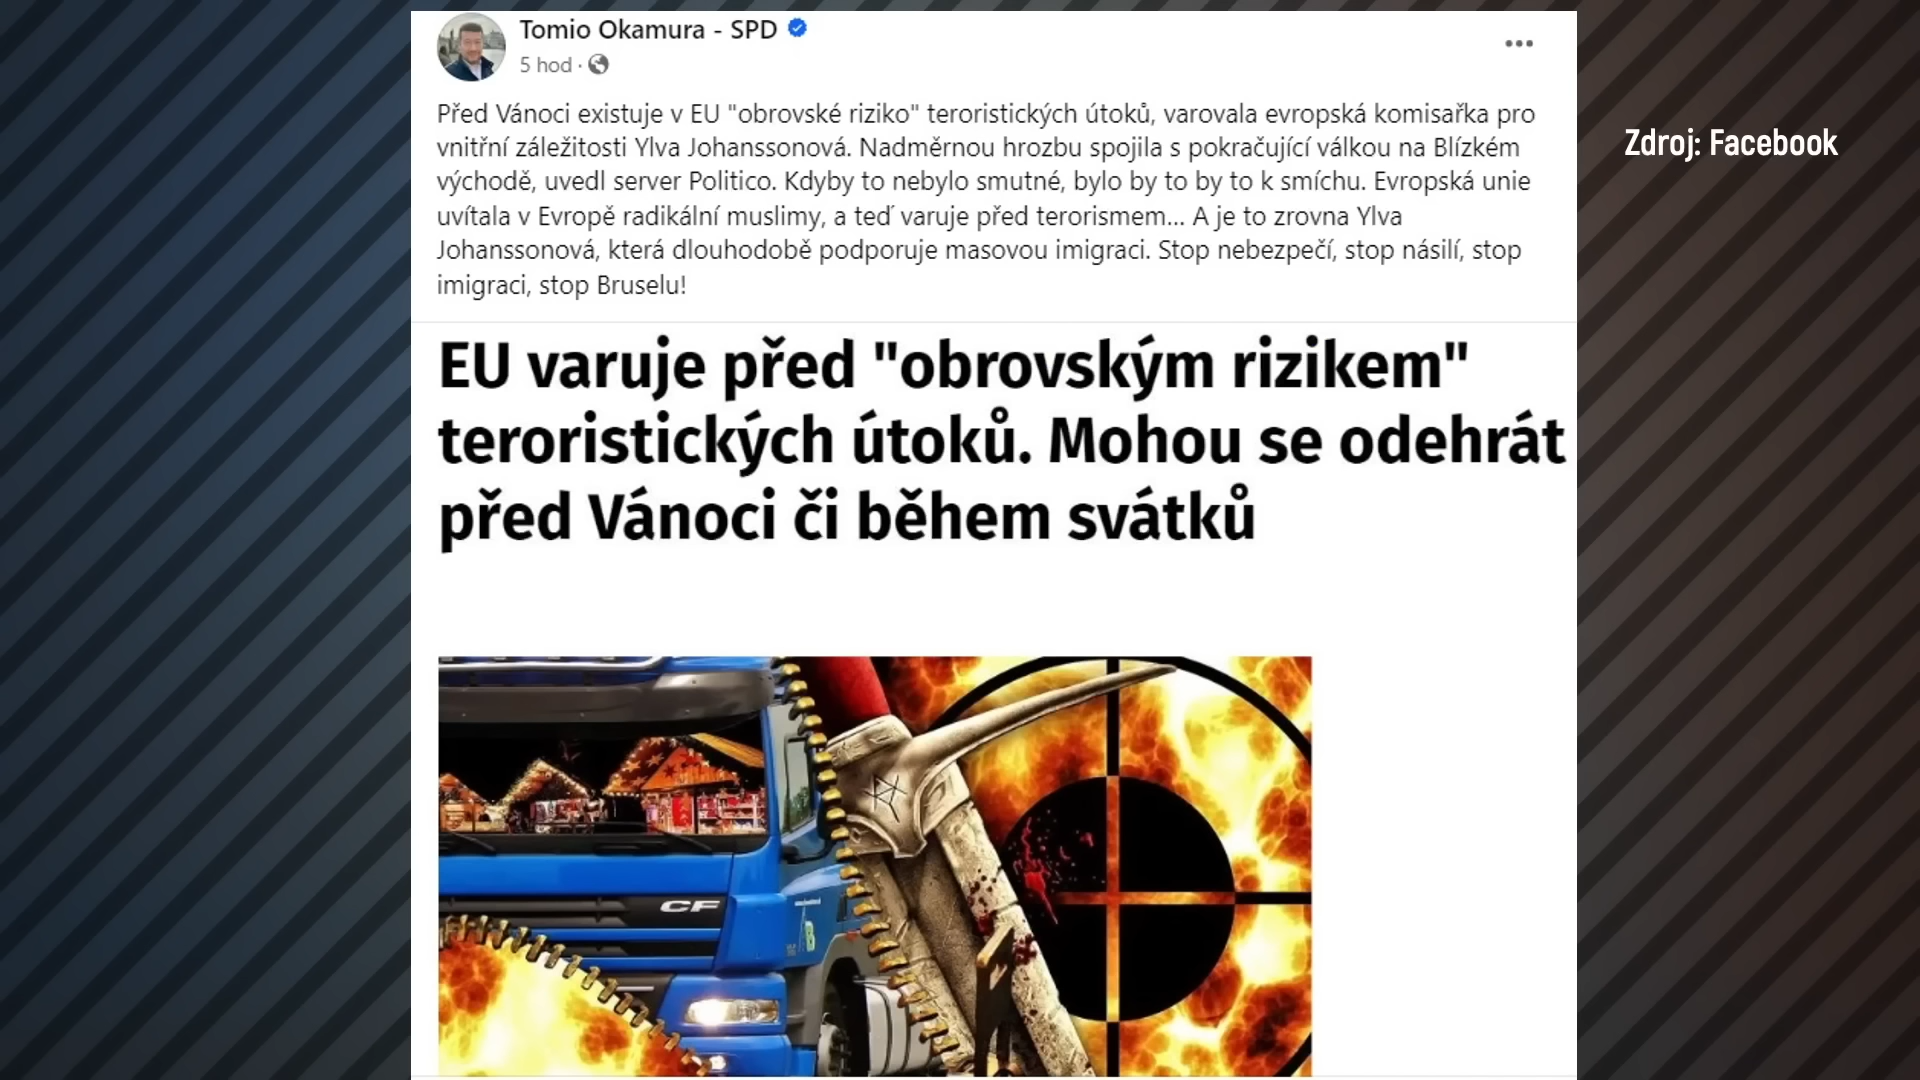 Tomio Okamura - SPD
5 hod ·
Před Vánoci existuje v EU "obrovské riziko" teroristických útoků, varovala evropská komisařka pro
vnitřní záležitosti Ylva Johanssonová. Nadměrnou hrozbu spojila s pokračující válkou na Blízkém
východě, uvedl server Politico. Kdyby to nebylo smutné, bylo by to by to k smíchu. Evropská unie
uvítala v Evropě radikální muslimy, a teď varuje před terorismem... A je to zrovna Ylva
Johanssonová, která dlouhodobě podporuje masovou imigraci. Stop nebezpečí, stop násilí, stop
imigraci, stop Bruselu!
Zdroj: Facebook
EU varuje před "obrovským rizikem"
teroristických útoků. Mohou se odehrát
před Vánoci či během svátků
CF